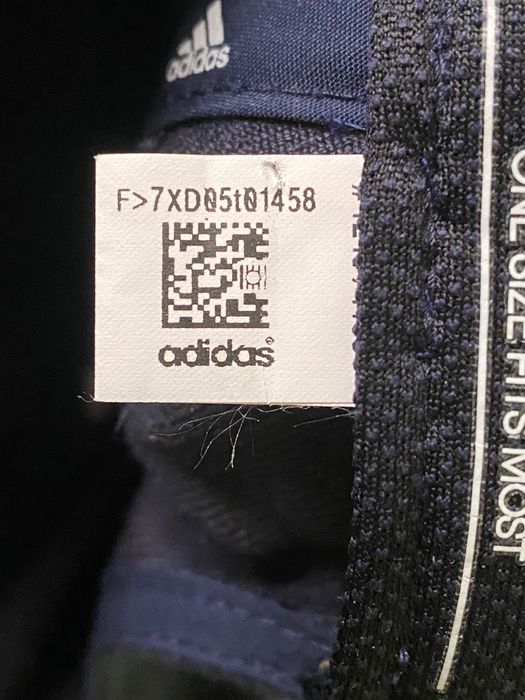 adidas
F>7XD05t01458
adidas®
ONE SIZE FITS MOST